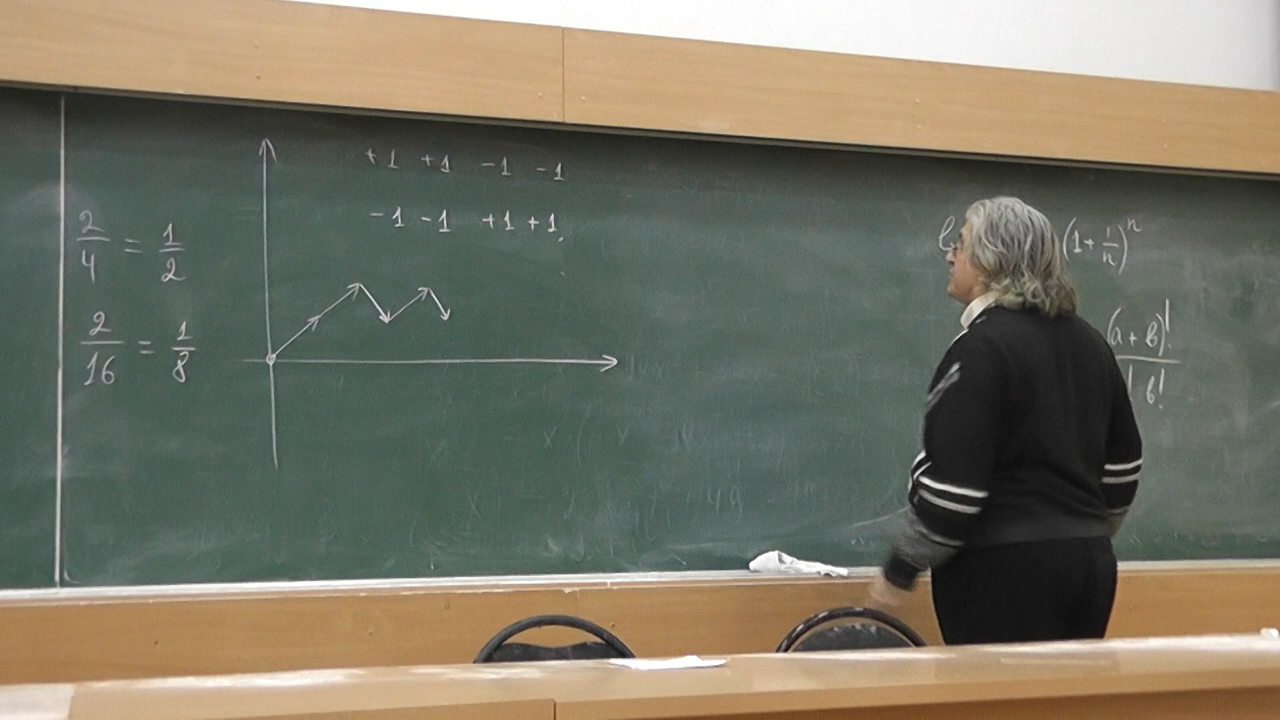 2/4 = 1/2
2/16 = 1/8
+1 +1 -1 -1
-1 -1 +1 +1.
(1+1/n)^n
(a+b)!
! b!